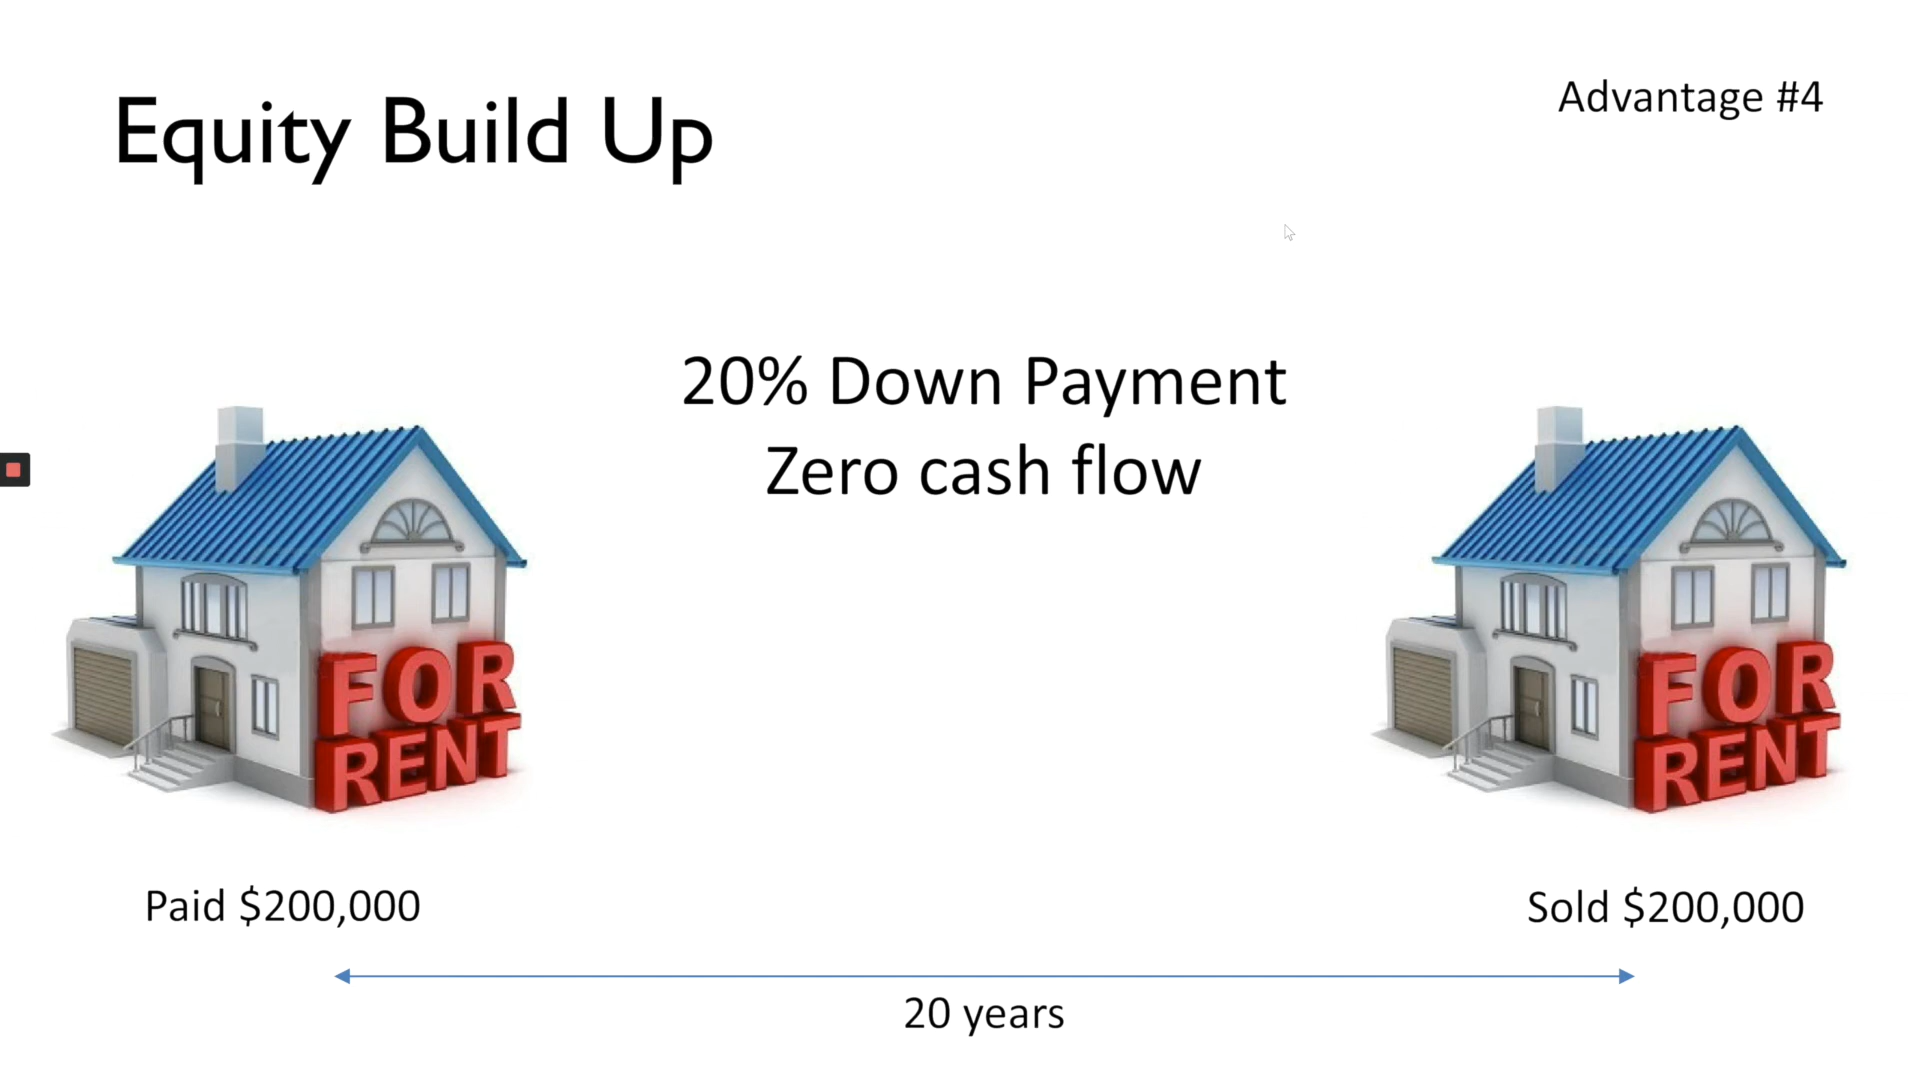 Equity Build Up
Advantage #4
20% Down Payment
Zero cash flow
FOR
RENT
FOR
RENT
Paid $200,000
Sold $200,000
20 years